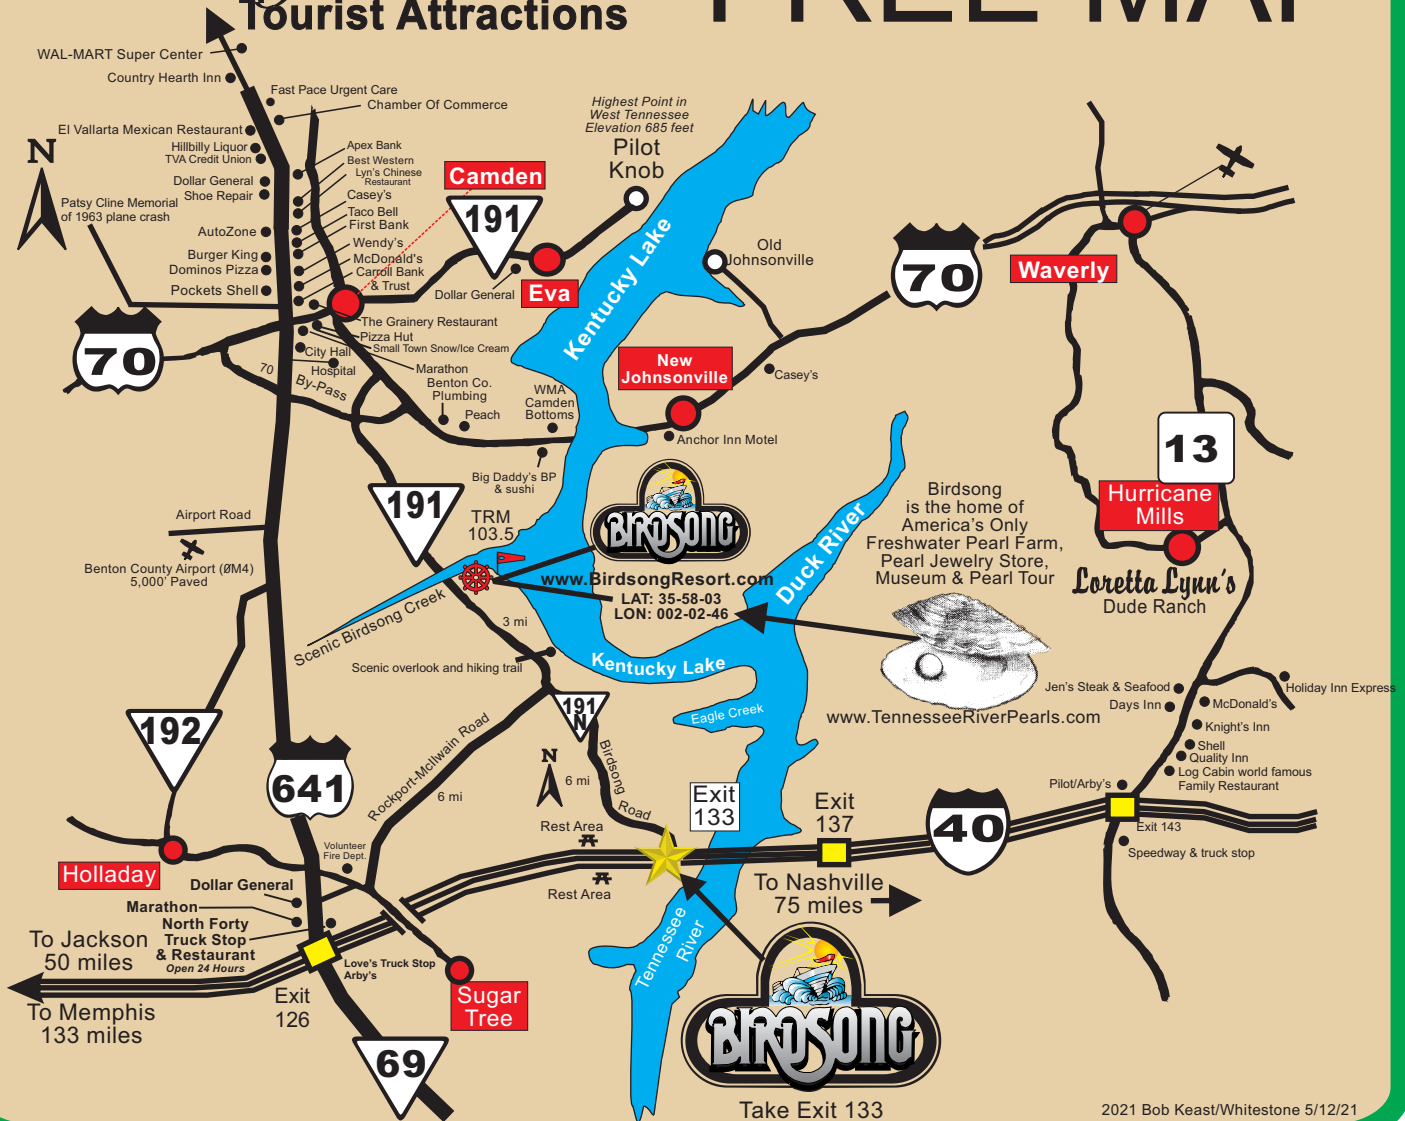 Tourist Attractions
FREE MAP
WAL-MART Super Center
Country Hearth Inn
Fast Pace Urgent Care
Chamber Of Commerce
El Vallarta Mexican Restaurant
Hillbilly Liquor
TVA Credit Union
Dollar General
Shoe Repair
N
Patsy Cline Memorial
of 1963 plane crash
AutoZone
Burger King
Dominos Pizza
Pockets Shell
Apex Bank
Best Western
Lyn's Chinese
Restaurant
Casey's
Taco Bell
First Bank
Wendy's
McDonald's
Carroll Bank
& Trust
Camden
191
Dollar General
Eva
Highest Point in
West Tennessee
Elevation 685 feet
Pilot
Knob
Kentucky Lake
Old
Johnsonville
70
Waverly
70
The Grainery Restaurant
Pizza Hut
Small Town Snow/Ice Cream
City Hall
Hospital
Marathon
70
By-Pass
Benton Co.
Plumbing
Peach
WMA
Camden
Bottoms
New
Johnsonville
Casey's
Anchor Inn Motel
Big Daddy's BP
& sushi
13
Hurricane
Mills
Loretta Lynn's
Dude Ranch
Airport Road
Benton County Airport (ØM4)
5,000' Paved
191
TRM
103.5
BIRDSONG
www.BirdsongResort.com
LAT: 35-58-03
LON: 002-02-46
Duck River
Birdsong
is the home of
America's Only
Freshwater Pearl Farm,
Pearl Jewelry Store,
Museum & Pearl Tour
Scenic Birdsong Creek
3 mi
Scenic overlook and hiking trail
Kentucky Lake
Eagle Creek
www.TennesseeRiverPearls.com
Jen's Steak & Seafood
Days Inn
Holiday Inn Express
McDonald's
Knight's Inn
Shell
Quality Inn
Log Cabin world famous
Family Restaurant
Pilot/Arby's
Exit 143
Speedway & truck stop
192
641
Rockport-McIlwain Road
6 mi
191
N
N
6 mi
Birdsong
Road
Rest Area
Rest Area
Exit
133
Exit
137
40
To Nashville
75 miles
Holladay
Volunteer
Fire Dept.
Dollar General
Marathon
North Forty
Truck Stop
& Restaurant
Open 24 Hours
To Jackson
50 miles
To Memphis
133 miles
Exit
126
Love's Truck Stop
Arby's
Sugar
Tree
69
Tennessee
River
BIRDSONG
Take Exit 133
2021 Bob Keast/Whitestone 5/12/21